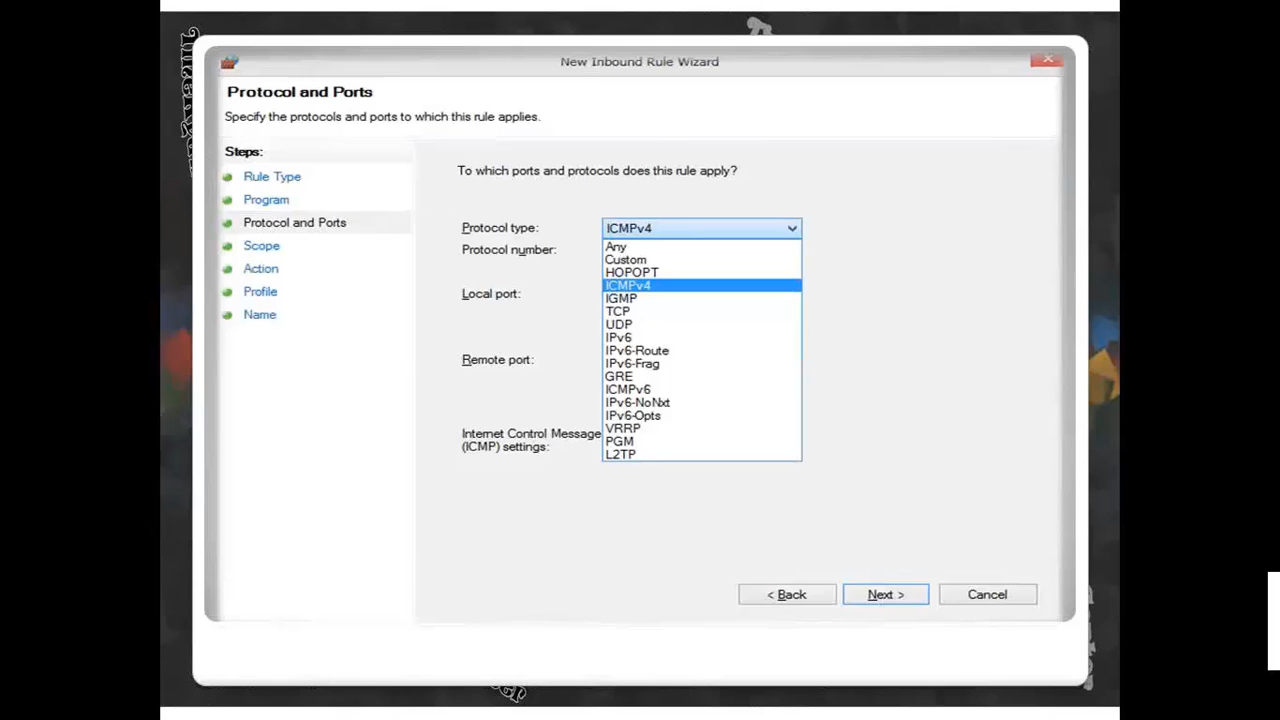 New Inbound Rule Wizard
Protocol and Ports
Specify the protocols and ports to which this rule applies.
Steps:
Rule Type
Program
Protocol and Ports
Scope
Action
Profile
Name
To which ports and protocols does this rule apply?
Protocol type:
ICMPv4
Protocol number:
Local port:
Remote port:
Internet Control Message
(ICMP) settings:
Any
Custom
HOPOPT
ICMPv4
IGMP
TCP
UDP
IPv6
IPv6-Route
IPv6-Frag
GRE
ICMPv6
IPv6-NoNxt
IPv6-Opts
VRRP
PGM
L2TP
< Back
Next >
Cancel